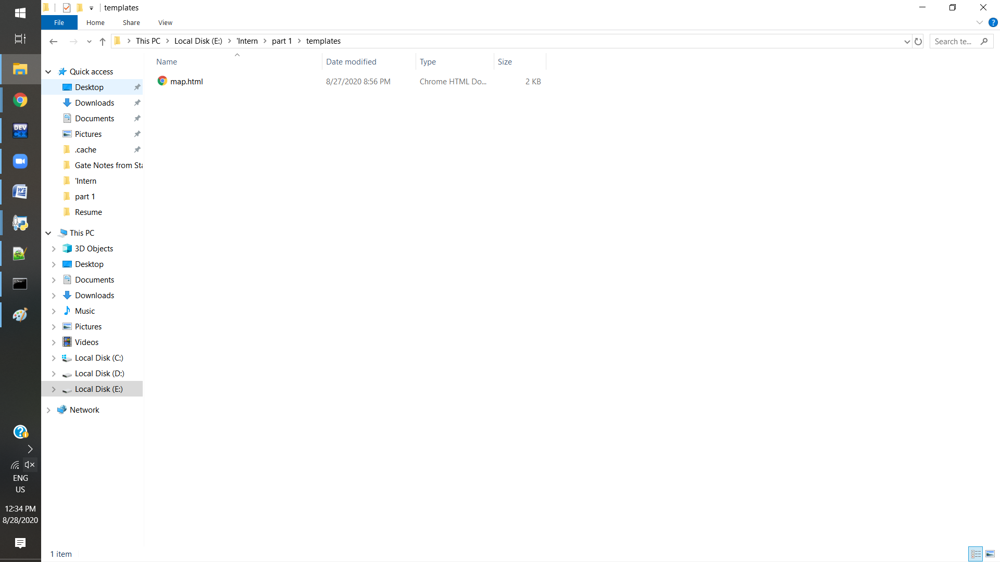 templates
File Home Share View
This PC Local Disk (E:) 'Intern part 1 templates
Search te...
Name Date modified Type Size
map.html 8/27/2020 8:56 PM Chrome HTML Do... 2 KB
Quick access
Desktop
Downloads
Documents
Pictures
.cache
Gate Notes from Sta
'Intern
part 1
Resume
This PC
3D Objects
Desktop
Documents
Downloads
Music
Pictures
Videos
Local Disk (C:)
Local Disk (D:)
Local Disk (E:)
Network
DEV
C++
ENG
US
12:34 PM
8/28/2020
1 item